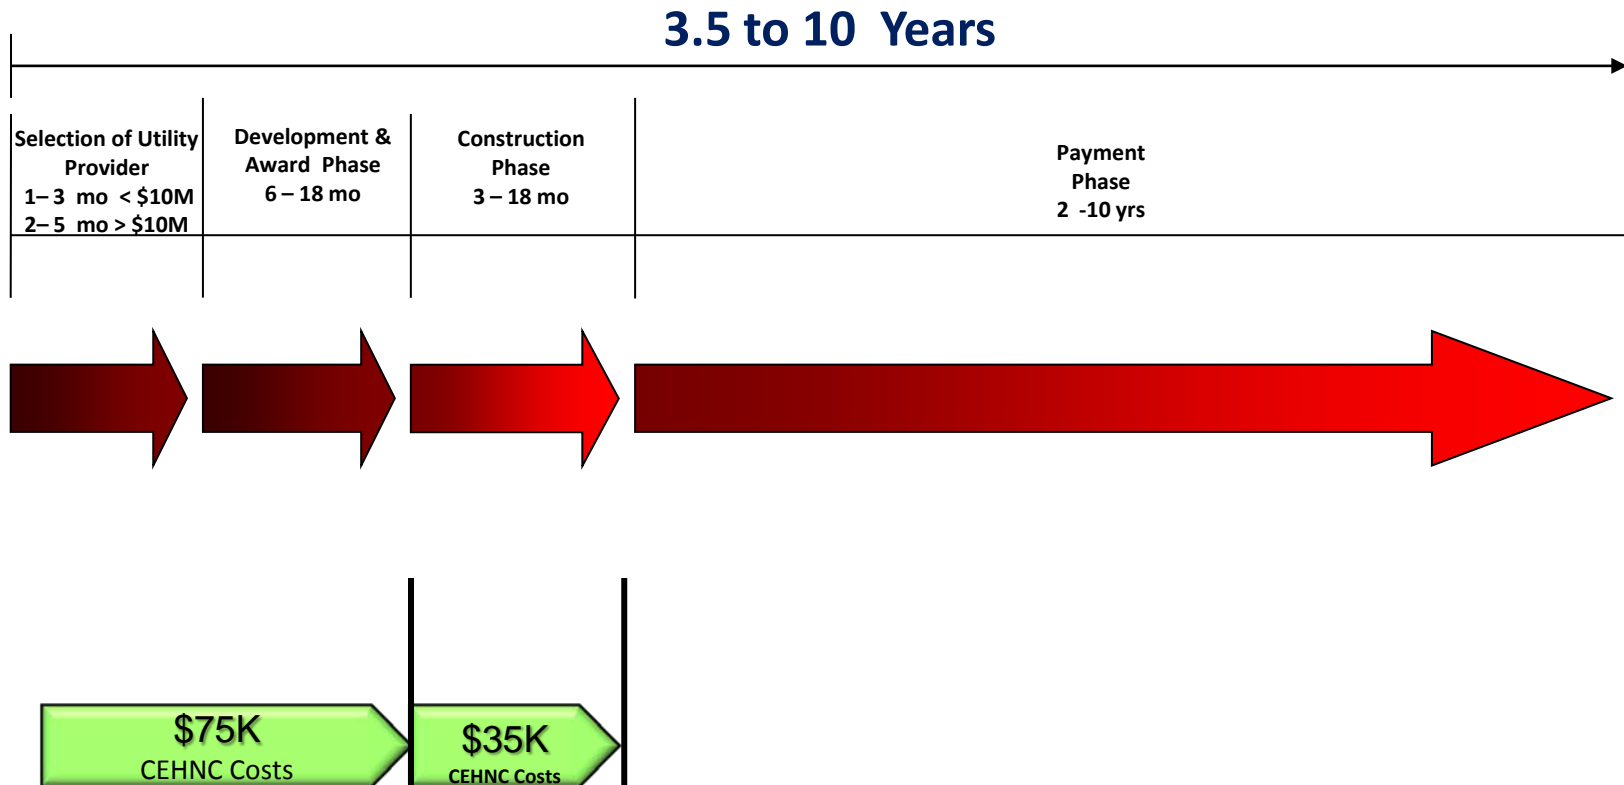 3.5 to 10 Years
Selection of Utility
Provider
1– 3 mo < $10M
2– 5 mo > $10M
Development &
Award Phase
6 – 18 mo
Construction
Phase
3 – 18 mo
Payment
Phase
2 -10 yrs
$75K
CEHNC Costs
$35K
CEHNC Costs